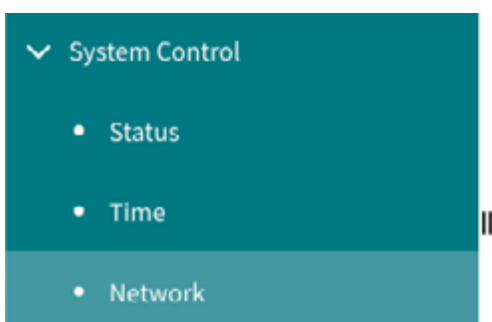 System Control
• Status
• Time
• Network